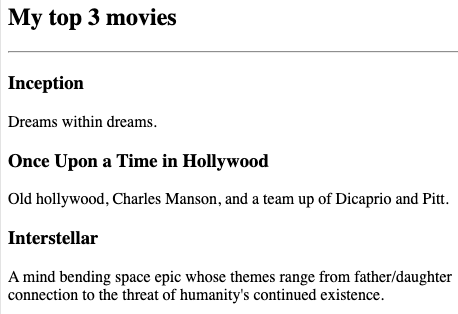 My top 3 movies
Inception
Dreams within dreams.
Once Upon a Time in Hollywood
Old hollywood, Charles Manson, and a team up of Dicaprio and Pitt.
Interstellar
A mind bending space epic whose themes range from father/daughter
connection to the threat of humanity's continued existence.